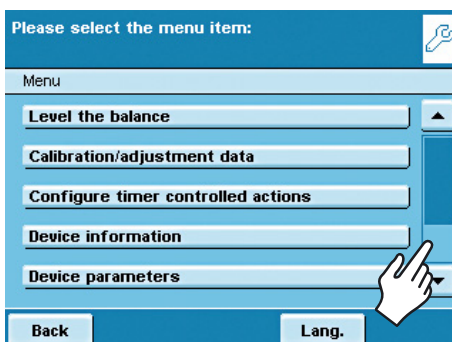 Please select the menu item:
Menu
Level the balance
Calibration/adjustment data
Configure timer controlled actions
Device information
Device parameters
Back
Lang.